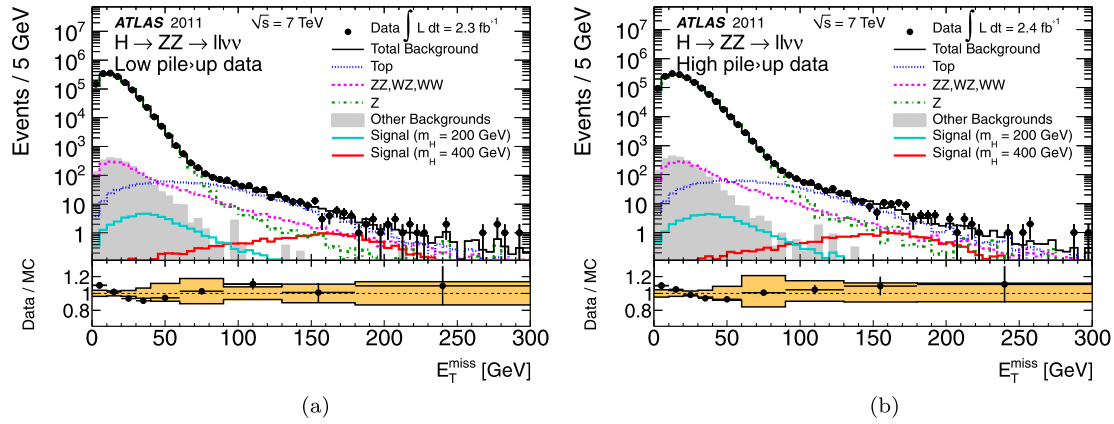 ATLAS 2011
√s = 7 TeV
H → ZZ → llνν
Low pile›up data
Data ∫ L dt = 2.3 fb›1
Total Background
Top
ZZ,WZ,WW
Z
Other Backgrounds
Signal (mH = 200 GeV)
Signal (mH = 400 GeV)
Events / 5 GeV
10⁷
10⁶
10⁵
10⁴
10³
10²
10
1
Data / MC
1.2
1
0.8
0 50 100 150 200 250 300
ETmiss [GeV]
(a)
ATLAS 2011
√s = 7 TeV
H → ZZ → llνν
High pile›up data
Data ∫ L dt = 2.4 fb›1
Total Background
Top
ZZ,WZ,WW
Z
Other Backgrounds
Signal (mH = 200 GeV)
Signal (mH = 400 GeV)
Events / 5 GeV
10⁷
10⁶
10⁵
10⁴
10³
10²
10
1
Data / MC
1.2
1
0.8
0 50 100 150 200 250 300
ETmiss [GeV]
(b)